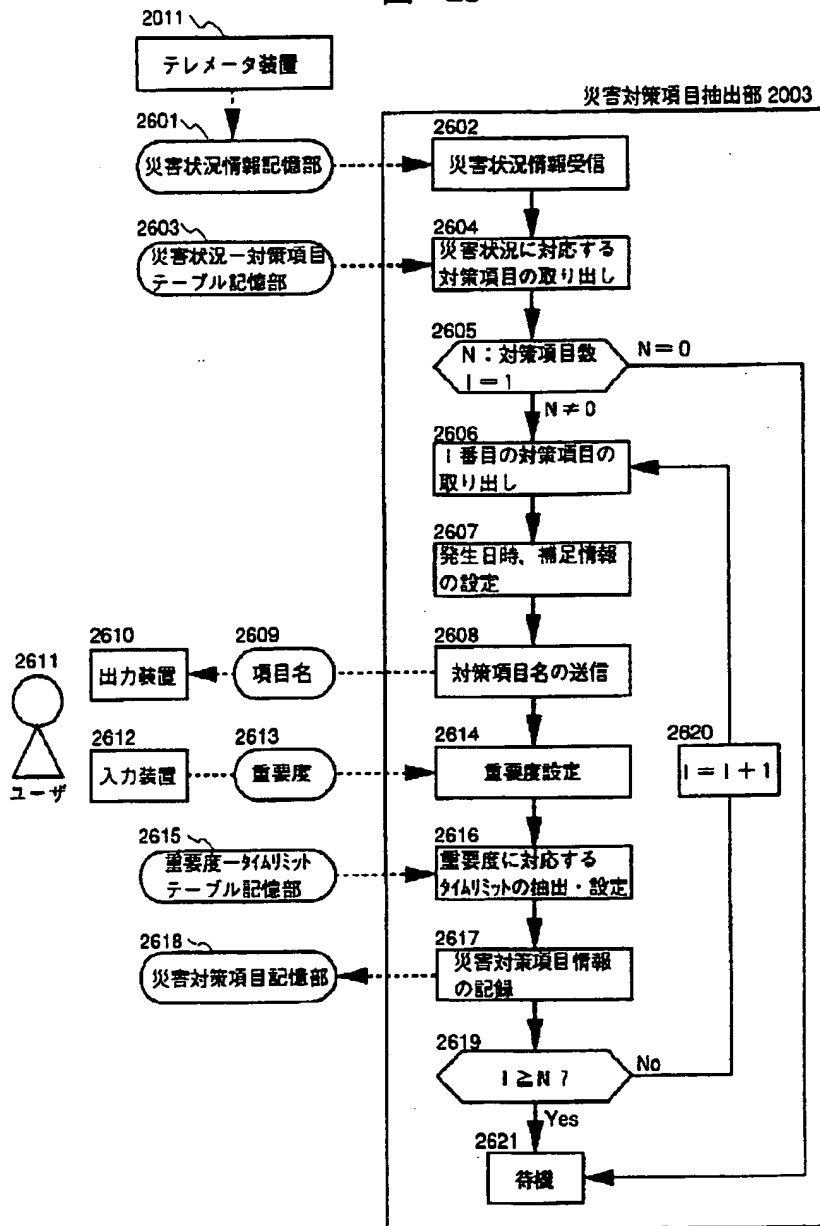 2011
テレメータ装置
災害対策項目抽出部 2003
2601
災害状況情報記憶部
2602
災害状況情報受信
2603
災害状況ー対策項目
テーブル記憶部
2604
災害状況に対応する
対策項目の取り出し
2605
N:対策項目数
I=1
N=0
N≠0
2606
I番目の対策項目の
取り出し
2607
発生日時、補足情報
の設定
2608
対策項目名の送信
2609
項目名
2610
出力装置
2611
ユーザ
2612
入力装置
2613
重要度
2614
重要度設定
2620
I=I+1
2615
重要度ータイムリミット
テーブル記憶部
2616
重要度に対応する
タイムリミットの抽出・設定
2618
災害対策項目記憶部
2617
災害対策項目情報
の記録
2619
I≧N?
No
Yes
2621
待機